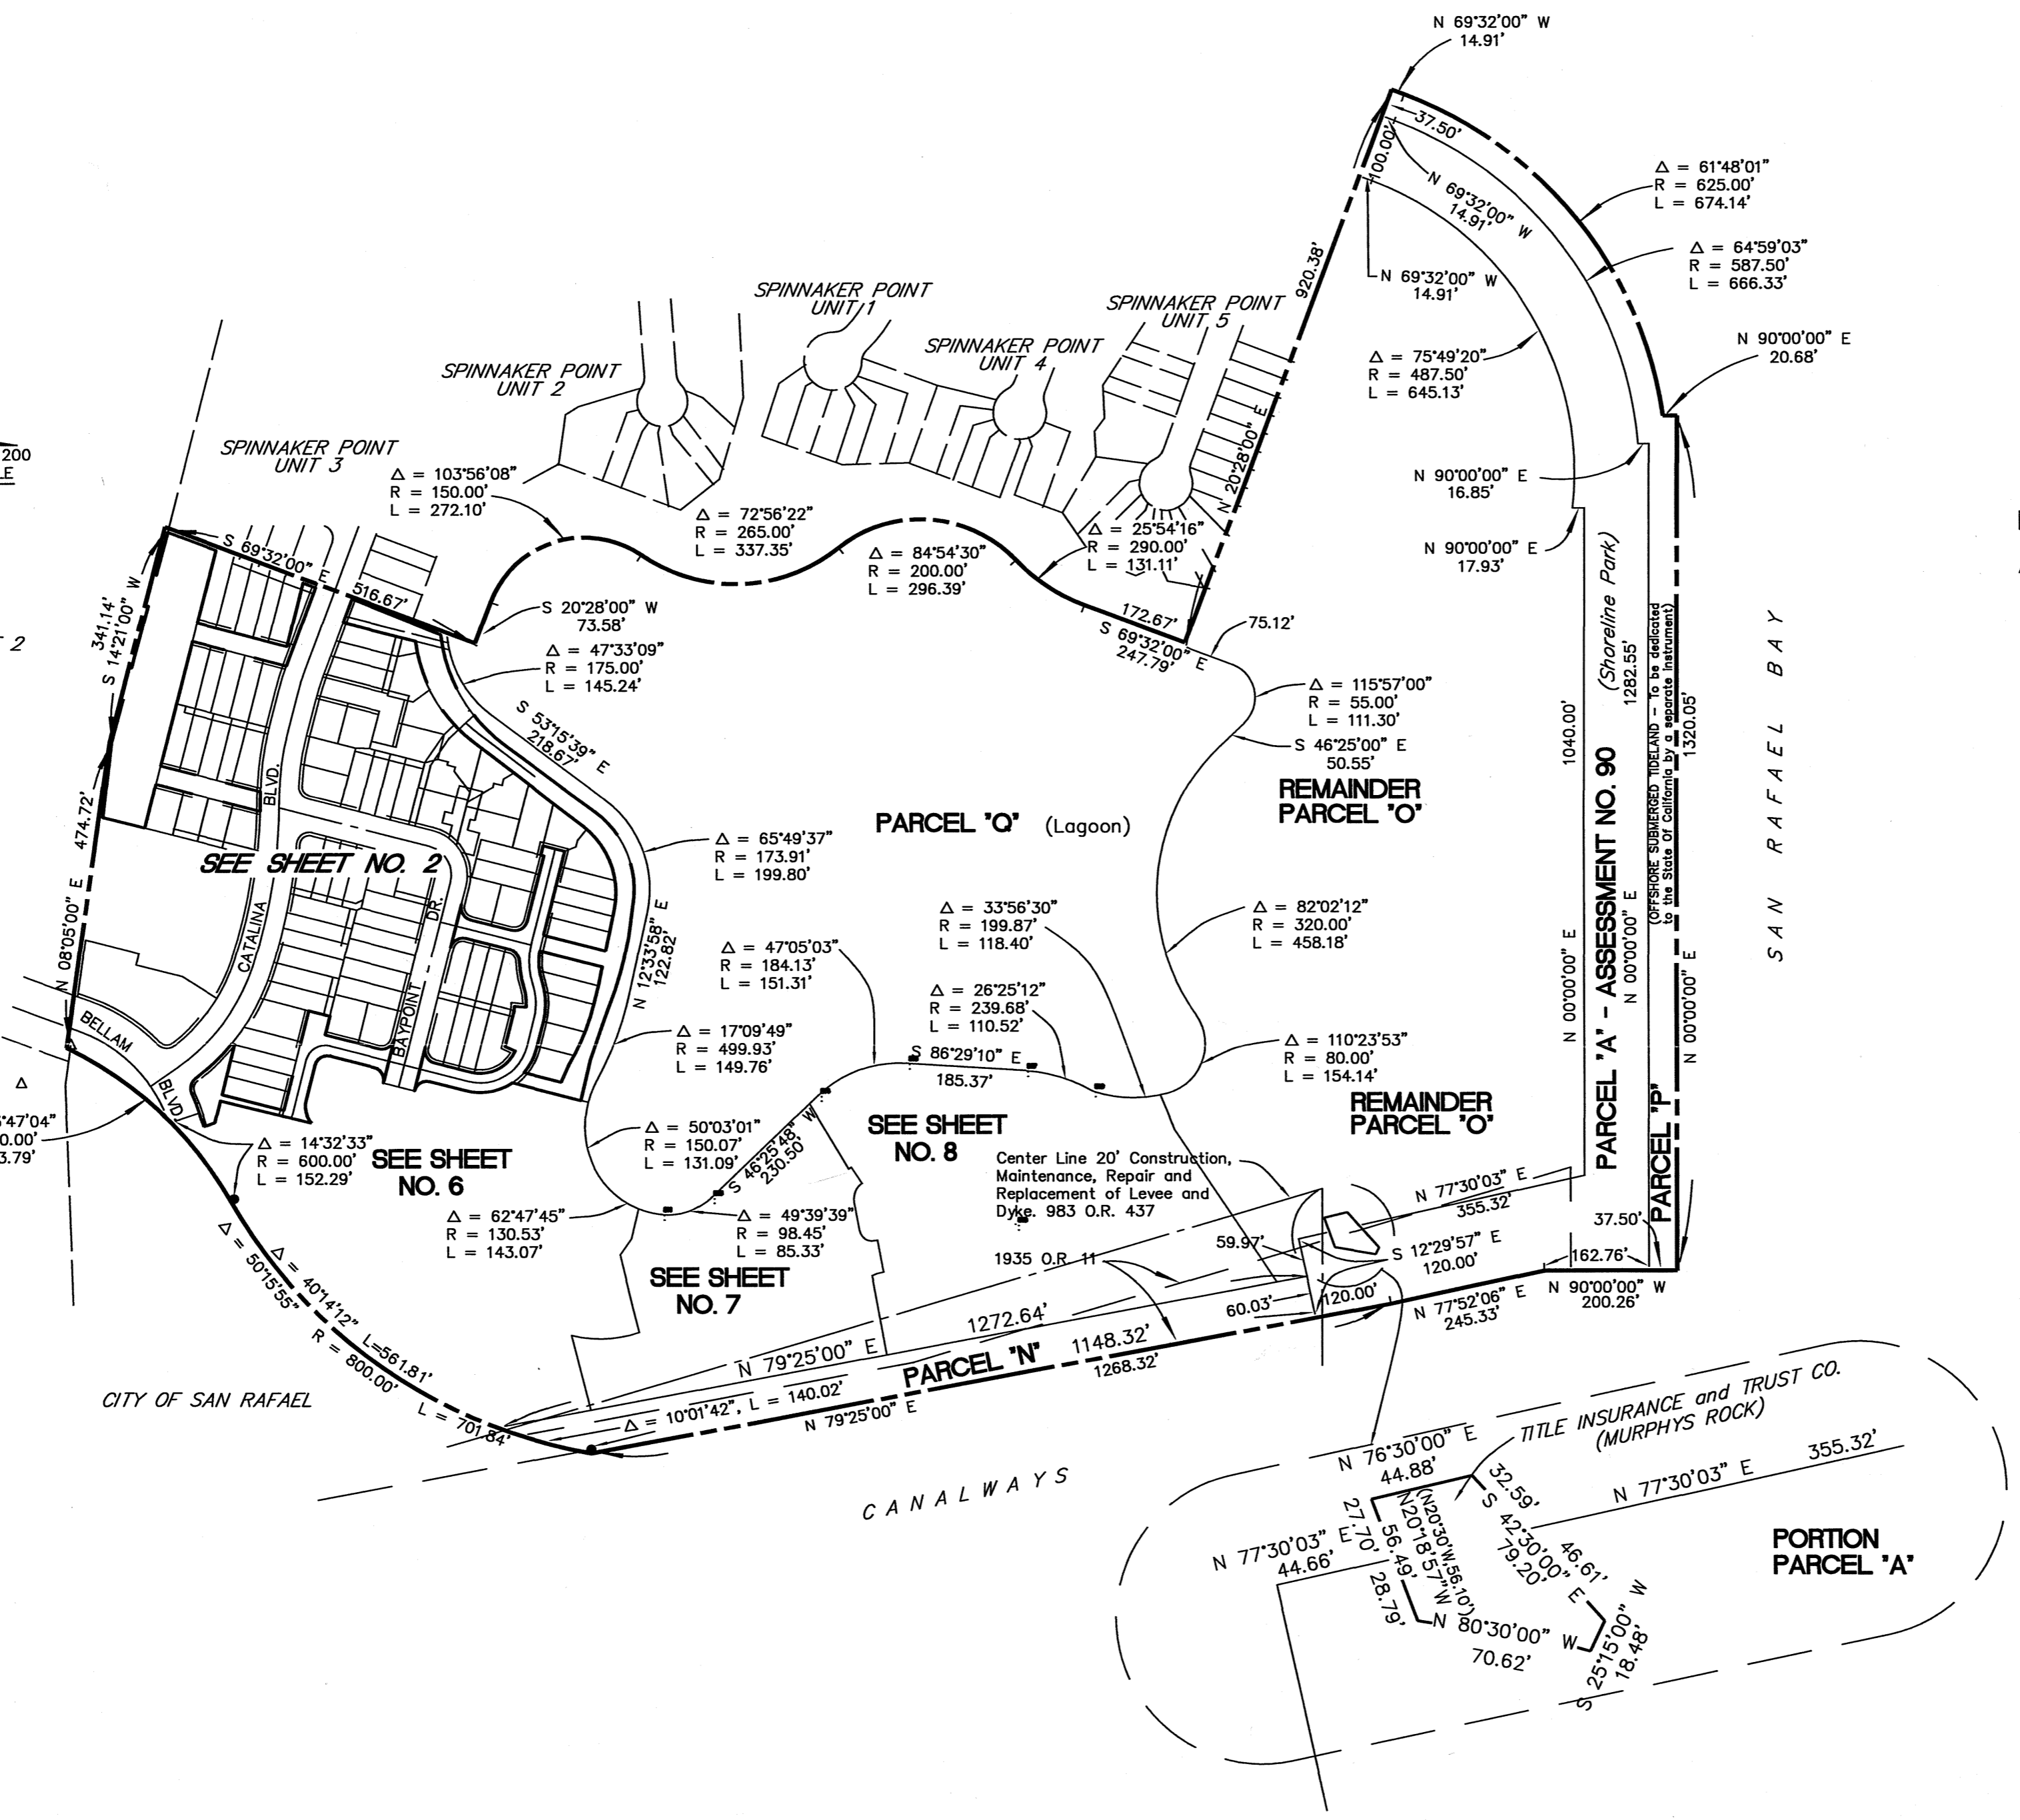 N 69°32'00" W
14.91'
37.50'
100.00'
Δ = 61°48'01"
R = 625.00'
L = 674.14'
N 69°32'00" W
14.91'
Δ = 64°59'03"
R = 587.50'
L = 666.33'
920.38'
N 69°32'00" W
14.91'
SPINNAKER POINT
UNIT 1
SPINNAKER POINT
UNIT 5
SPINNAKER POINT
UNIT 4
SPINNAKER POINT
UNIT 2
N 90°00'00" E
20.68'
Δ = 75°49'20"
R = 487.50'
L = 645.13'
N 20°28'00" E
SPINNAKER POINT
UNIT 3
200
LE
Δ = 103°56'08"
R = 150.00'
L = 272.10'
N 90°00'00" E
16.85'
Δ = 72°56'22"
R = 265.00'
L = 337.35'
Δ = 84°54'30"
R = 200.00'
L = 296.39'
Δ = 25°54'16"
R = 290.00'
L = 131.11'
N 90°00'00" E
17.93'
S 69°32'00" E
516.67'
S 20°28'00" W
73.58'
172.67'
S 69°32'00" E
247.79'
75.12'
341.14'
S 14°21'00" W
T 2
Δ = 47°33'09"
R = 175.00'
L = 145.24'
S 53°15'39" E
218.67'
Δ = 115°57'00"
R = 55.00'
L = 111.30'
S 46°25'00" E
50.55'
REMAINDER
PARCEL "O"
1040.00'
N 00°00'00" E
PARCEL "A" - ASSESSMENT NO. 90
(Shoreline Park)
1282.55'
N 00°00'00" E
(OFFSHORE SUBMERGED TIDELAND - To be dedicated
to the State Of California by a separate instrument)
PARCEL "P"
1320.05'
N 00°00'00" E
SAN RAFAEL BAY
BLVD.
474.72'
N 08°05'00" E
SEE SHEET NO. 2
CATALINA
DR.
BAYPOINT
PARCEL "Q" (Lagoon)
Δ = 65°49'37"
R = 173.91'
L = 199.80'
N 12°33'58" E
122.82'
Δ = 33°56'30"
R = 199.87'
L = 118.40'
Δ = 82°02'12"
R = 320.00'
L = 458.18'
Δ = 47°05'03"
R = 184.13'
L = 151.31'
Δ = 26°25'12"
R = 239.68'
L = 110.52'
BELLAM
BLVD
Δ = 17°09'49"
R = 499.93'
L = 149.76'
S 86°29'10" E
185.37'
Δ = 110°23'53"
R = 80.00'
L = 154.14'
Δ
°47'04"
0.00'
3.79'
Δ = 14°32'33"
R = 600.00'
L = 152.29'
SEE SHEET
NO. 6
Δ = 50°03'01"
R = 150.07'
L = 131.09'
S 46°25'48" W
230.50'
SEE SHEET
NO. 8
REMAINDER
PARCEL "O"
Center Line 20' Construction,
Maintenance, Repair and
Replacement of Levee and
Dyke. 983 O.R. 437
N 77°30'03" E
355.32'
Δ = 62°47'45"
R = 130.53'
L = 143.07'
Δ = 49°39'39"
R = 98.45'
L = 85.33'
37.50'
59.97'
S 12°29'57" E
120.00'
162.76'
1935 O.R. 11
SEE SHEET
NO. 7
N 90°00'00" W
200.26'
60.03'
120.00'
N 77°52'06" E
245.33'
Δ = 40°14'12"
L=561.81'
Δ = 50°15'55"
R = 800.00'
L = 701.84'
1272.64'
N 79°25'00" E
PARCEL "N"
1148.32'
1268.32'
Δ = 10°01'42", L = 140.02'
N 79°25'00" E
CITY OF SAN RAFAEL
CANALWAYS
TITLE INSURANCE and TRUST CO.
(MURPHYS ROCK)
N 76°30'00" E
44.88'
32.59'
355.32'
N 77°30'03" E
N 77°30'03" E
44.66'
27.70'
56.49'
28.79'
(N20°30'W,56.10')
N20°18'57"W
S 42°30'00" E
79.20'
46.61'
N 80°30'00" W
70.62'
S 25°15'00" W
18.48'
PORTION
PARCEL "A"